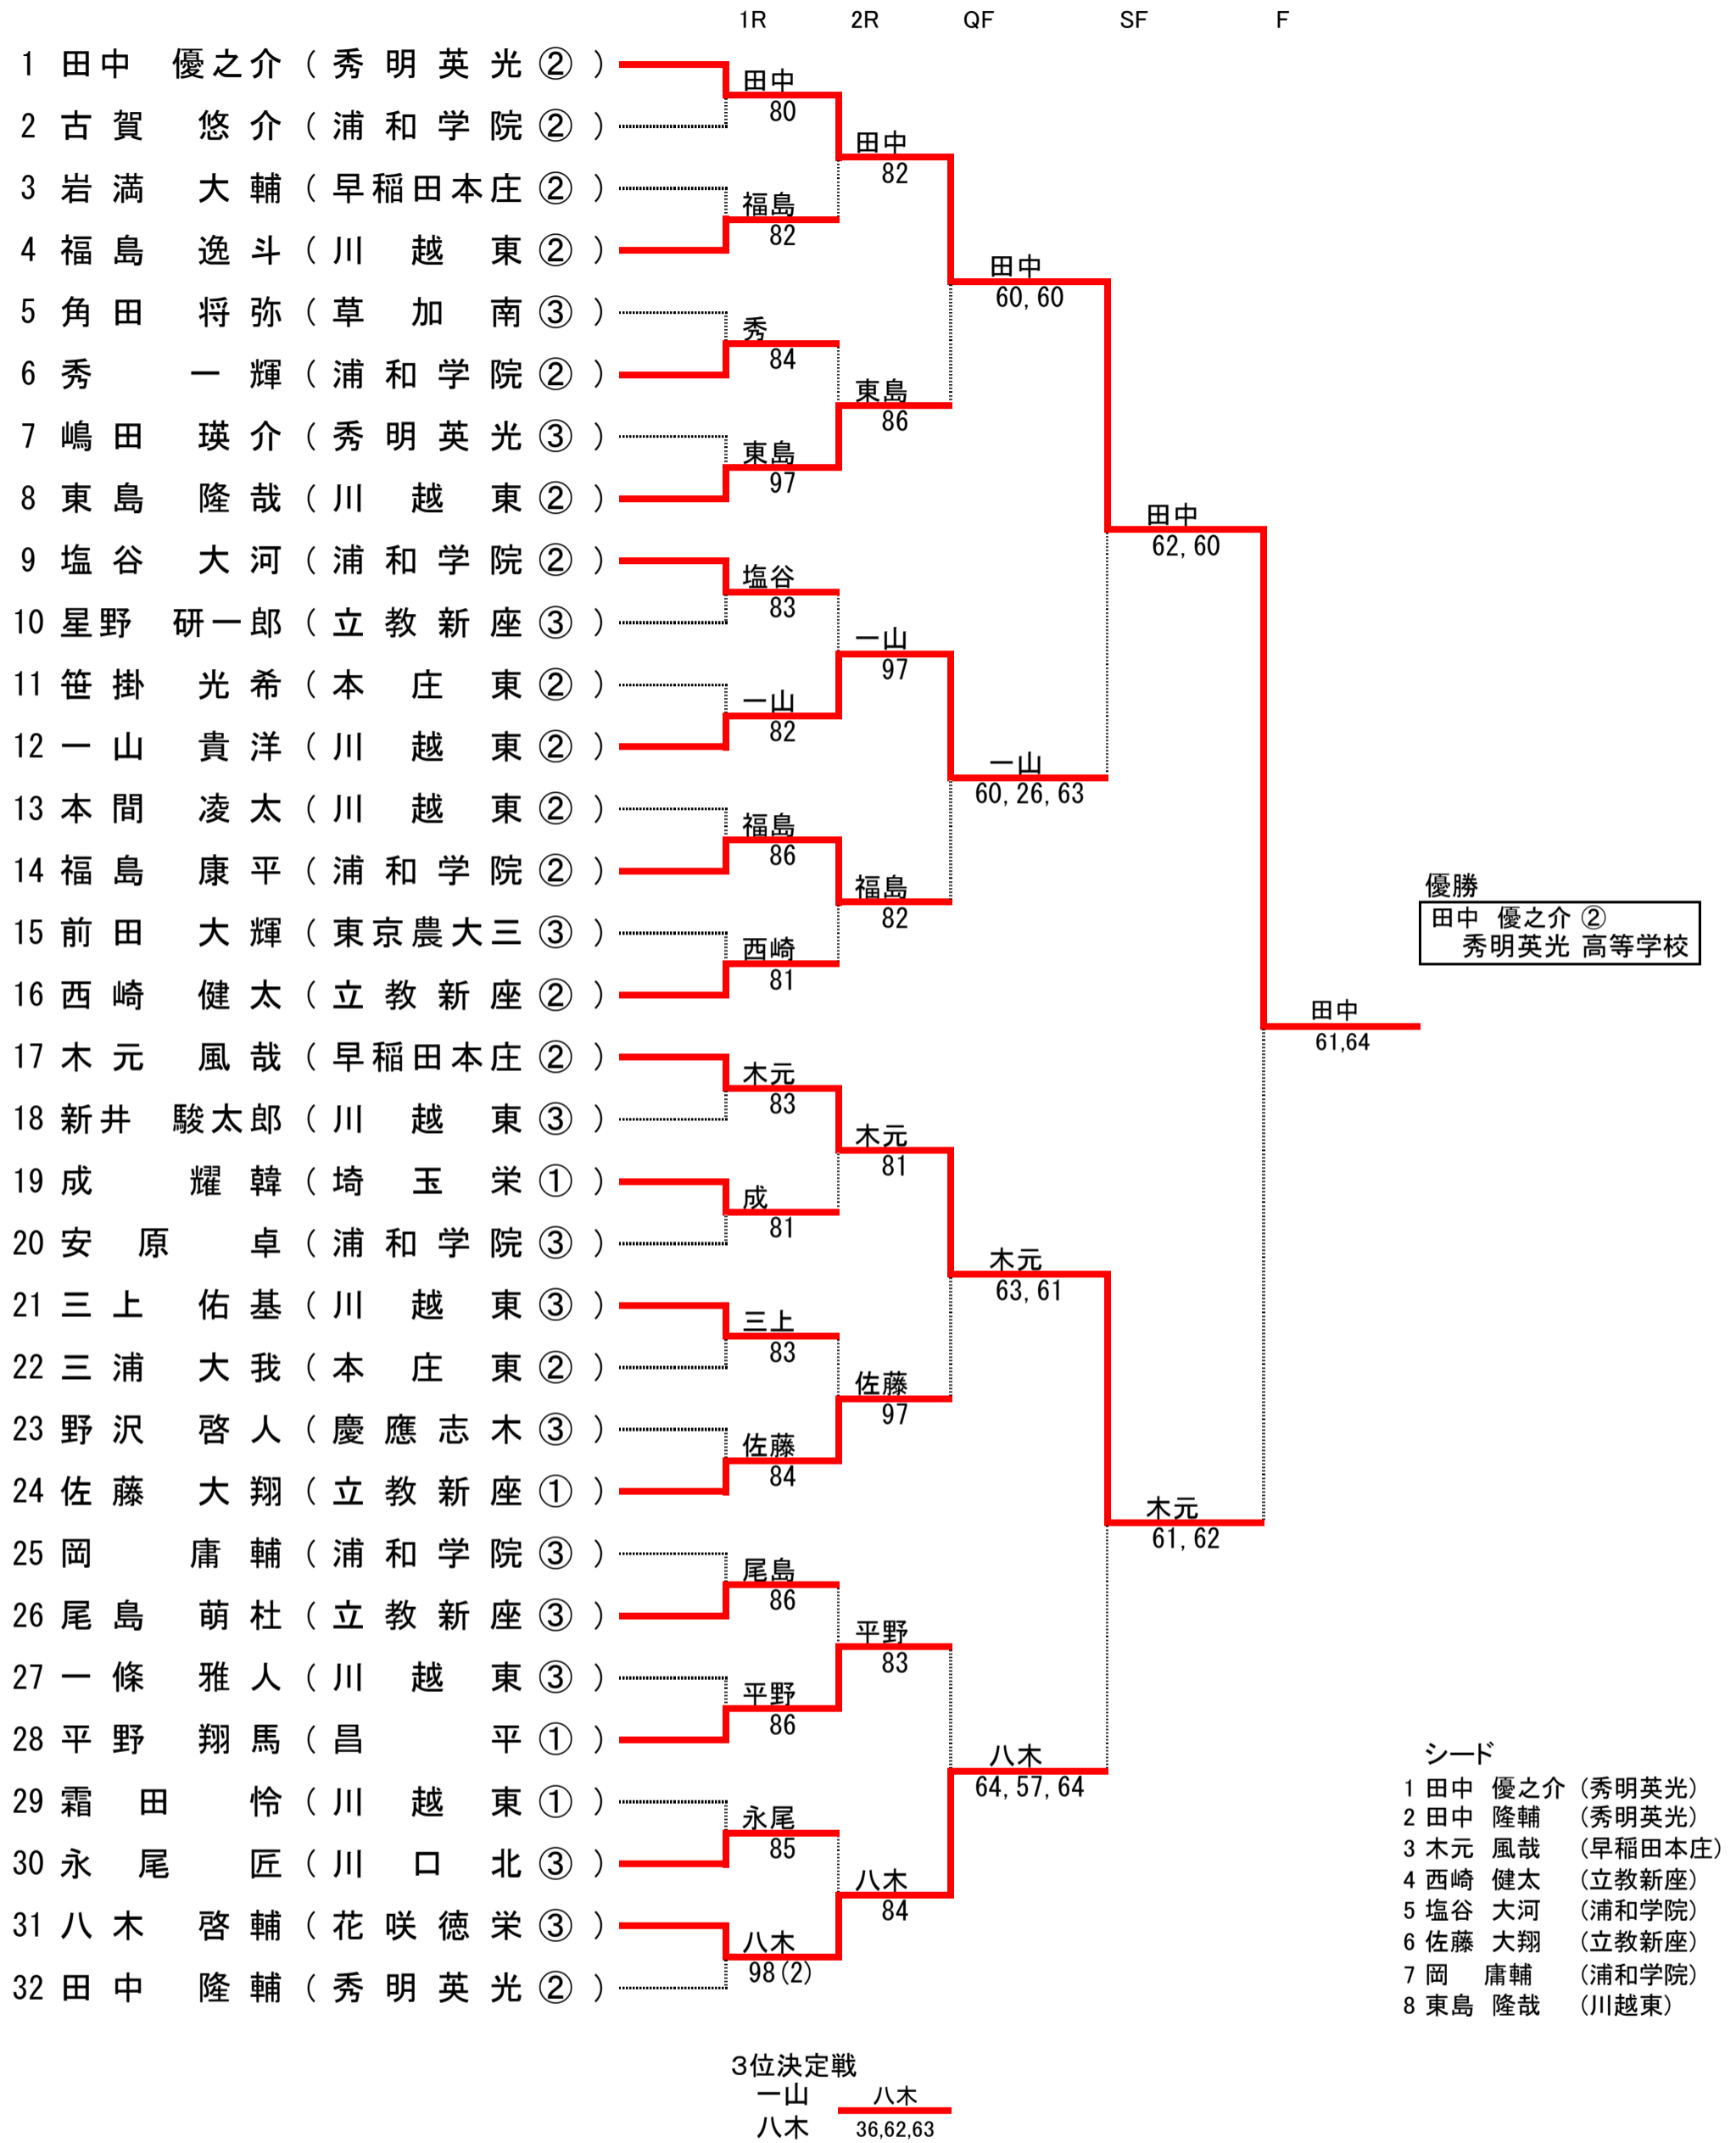 1R 2R QF SF F
1 田中 優之介 ( 秀明英光 ② )
田中
80
2 古賀 悠介 ( 浦和学院 ② )
田中
82
3 岩満 大輔 ( 早稲田本庄 ② )
福島
82
4 福島 逸斗 ( 川越東 ② )
田中
60,60
5 角田 将弥 ( 草加南 ③ )
秀
84
6 秀 一輝 ( 浦和学院 ② )
東島
86
7 嶋田 瑛介 ( 秀明英光 ③ )
東島
97
8 東島 隆哉 ( 川越東 ② )
田中
62,60
9 塩谷 大河 ( 浦和学院 ② )
塩谷
83
10 星野 研一郎 ( 立教新座 ③ )
一山
97
11 笹掛 光希 ( 本庄東 ② )
一山
82
12 一山 貴洋 ( 川越東 ② )
一山
60,26,63
13 本間 凌太 ( 川越東 ② )
福島
86
14 福島 康平 ( 浦和学院 ② )
福島
82
優勝
田中 優之介 ②
秀明英光 高等学校
15 前田 大輝 ( 東京農大三 ③ )
西崎
81
16 西崎 健太 ( 立教新座 ② )
田中
61,64
17 木元 風哉 ( 早稲田本庄 ② )
木元
83
18 新井 駿太郎 ( 川越東 ③ )
木元
81
19 成 耀韓 ( 埼玉栄 ① )
成
81
20 安原 卓 ( 浦和学院 ③ )
木元
63,61
21 三上 佑基 ( 川越東 ③ )
三上
83
22 三浦 大我 ( 本庄東 ② )
佐藤
97
23 野沢 啓人 ( 慶應志木 ③ )
佐藤
84
24 佐藤 大翔 ( 立教新座 ① )
木元
61,62
25 岡 庸輔 ( 浦和学院 ③ )
尾島
86
26 尾島 萌杜 ( 立教新座 ③ )
平野
83
27 一條 雅人 ( 川越東 ③ )
平野
86
28 平野 翔馬 ( 昌平 ① )
八木
64,57,64
29 霜田 怜 ( 川越東 ① )
永尾
85
30 永尾 匠 ( 川口北 ③ )
八木
84
31 八木 啓輔 ( 花咲徳栄 ③ )
八木
98(2)
32 田中 隆輔 ( 秀明英光 ② )
シード
1 田中 優之介 (秀明英光)
2 田中 隆輔 (秀明英光)
3 木元 風哉 (早稲田本庄)
4 西崎 健太 (立教新座)
5 塩谷 大河 (浦和学院)
6 佐藤 大翔 (立教新座)
7 岡 庸輔 (浦和学院)
8 東島 隆哉 (川越東)
3位決定戦
一山
八木
八木
36,62,63